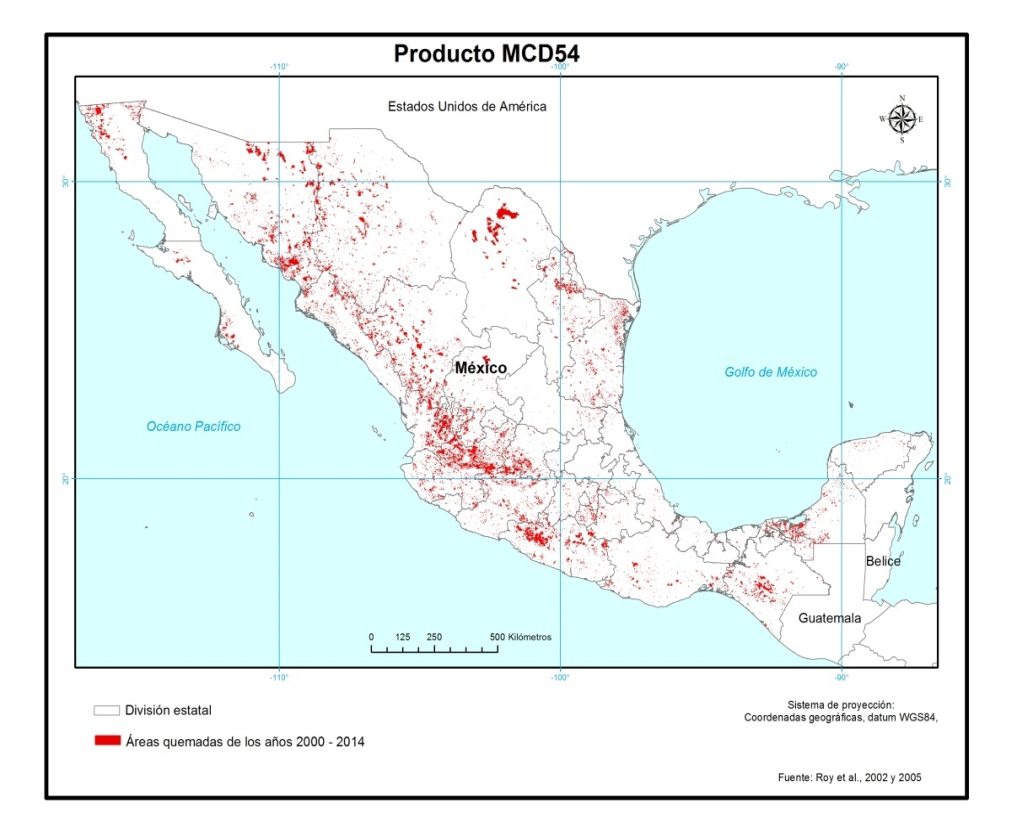 Producto MCD54
-110°
-100°
-90°
Estados Unidos de América
N
W
E
S
30°
30°
México
Golfo de México
Océano Pacífico
20°
20°
Belice
Guatemala
0 125 250 500 Kilómetros
-110°
-100°
-90°
División estatal
Áreas quemadas de los años 2000 - 2014
Sistema de proyección:
Coordenadas geográficas, datum WGS84,
Fuente: Roy et al., 2002 y 2005